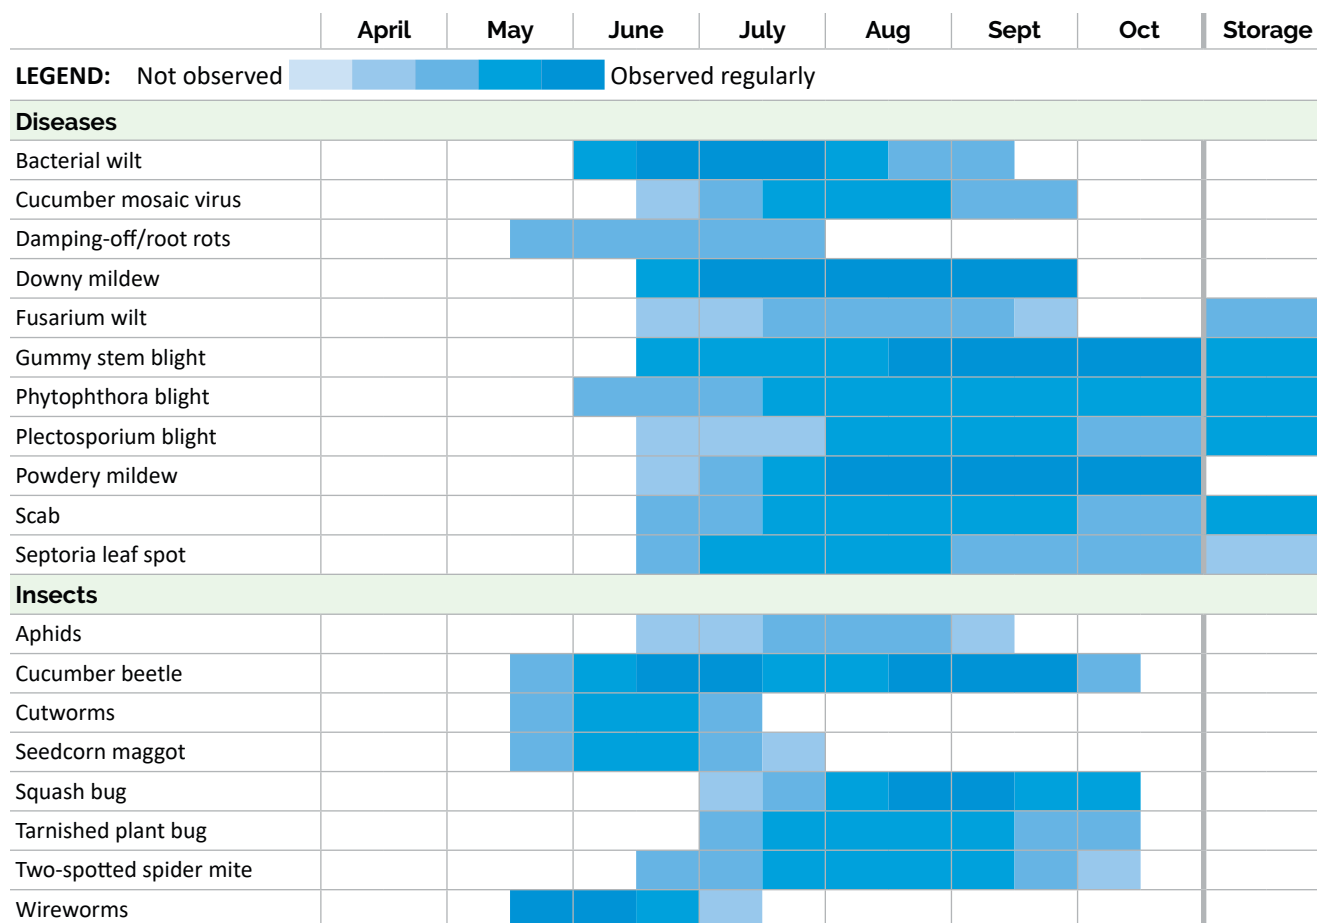 April May June July Aug Sept Oct Storage
LEGEND: Not observed Observed regularly
Diseases
Bacterial wilt
Cucumber mosaic virus
Damping-off/root rots
Downy mildew
Fusarium wilt
Gummy stem blight
Phytophthora blight
Plectosporium blight
Powdery mildew
Scab
Septoria leaf spot
Insects
Aphids
Cucumber beetle
Cutworms
Seedcorn maggot
Squash bug
Tarnished plant bug
Two-spotted spider mite
Wireworms